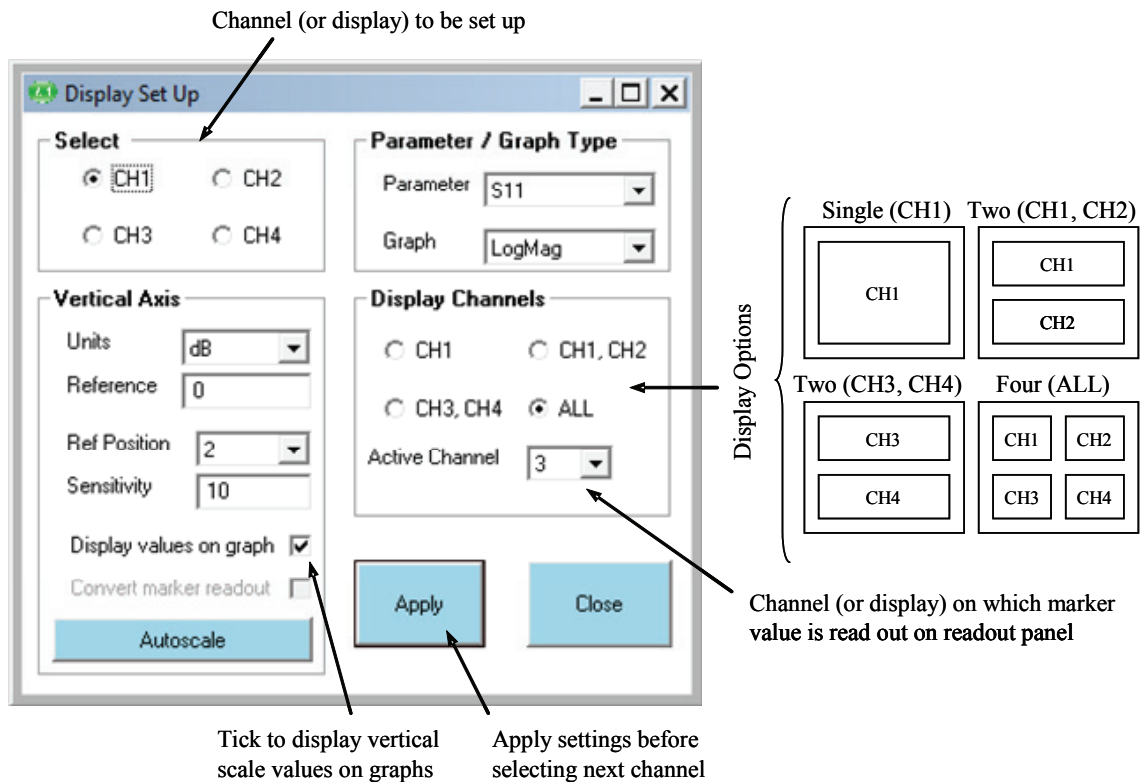 Channel (or display) to be set up
Display Set Up
Select
CH1
CH2
CH3
CH4
Parameter / Graph Type
Parameter
S11
Graph
LogMag
Vertical Axis
Units
dB
Reference
0
Ref Position
2
Sensitivity
10
Display values on graph
Convert marker readout
Autoscale
Display Channels
CH1
CH1, CH2
CH3, CH4
ALL
Active Channel
3
Apply
Close
Display Options
Single (CH1)
CH1
Two (CH1, CH2)
CH1
CH2
Two (CH3, CH4)
CH3
CH4
Four (ALL)
CH1
CH2
CH3
CH4
Channel (or display) on which marker
value is read out on readout panel
Tick to display vertical
scale values on graphs
Apply settings before
selecting next channel